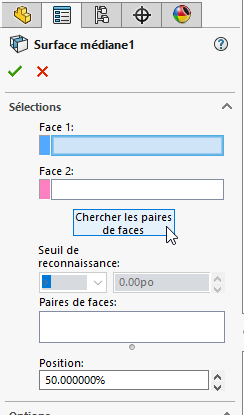 Surface médiane1
Sélections
Face 1:
Face 2:
Chercher les paires
de faces
Seuil de
reconnaissance:
0.00po
Paires de faces:
Position:
50.000000%
Options